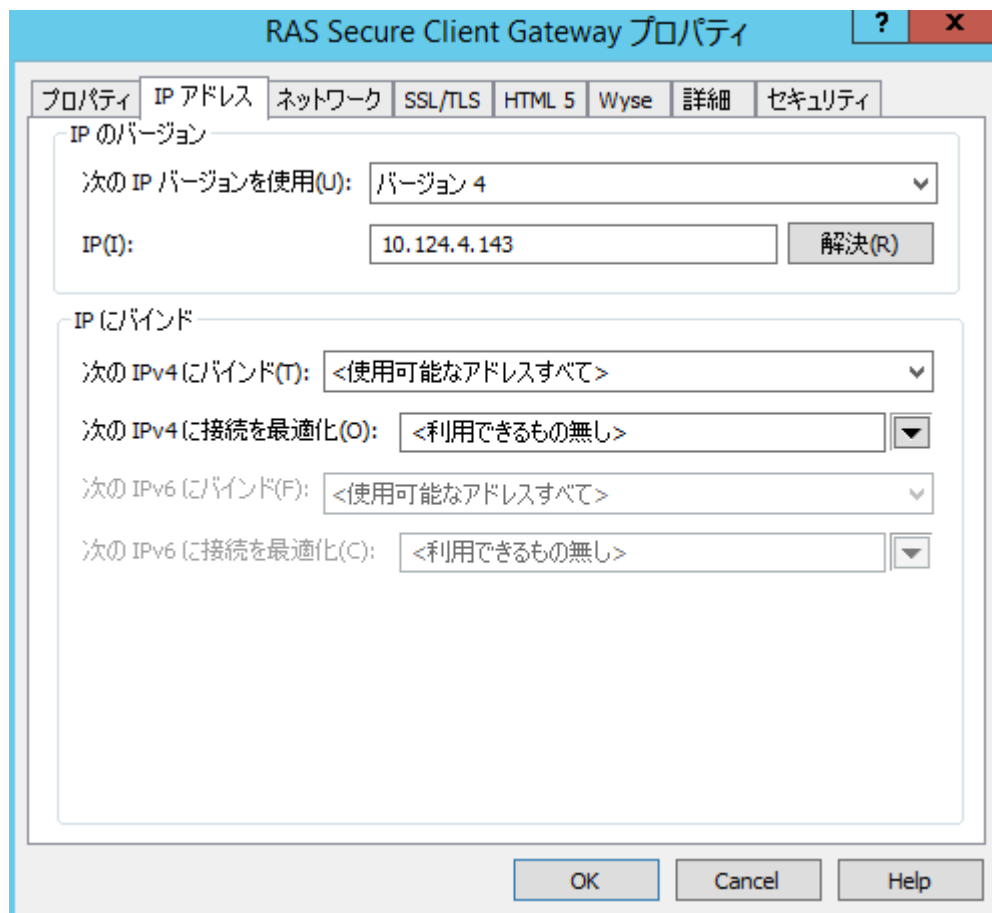 RAS Secure Client Gateway プロパティ ? x
プロパティ IP アドレス ネットワーク SSL/TLS HTML 5 Wyse 詳細 セキュリティ
IP のバージョン
次の IP バージョンを使用(U): バージョン 4
IP(I): 10.124.4.143 解決(R)
IP にバインド
次の IPv4 にバインド(T): <使用可能なアドレスすべて>
次の IPv4 に接続を最適化(O): <利用できるもの無し>
次の IPv6 にバインド(F): <使用可能なアドレスすべて>
次の IPv6 に接続を最適化(C): <利用できるもの無し>
OK Cancel Help